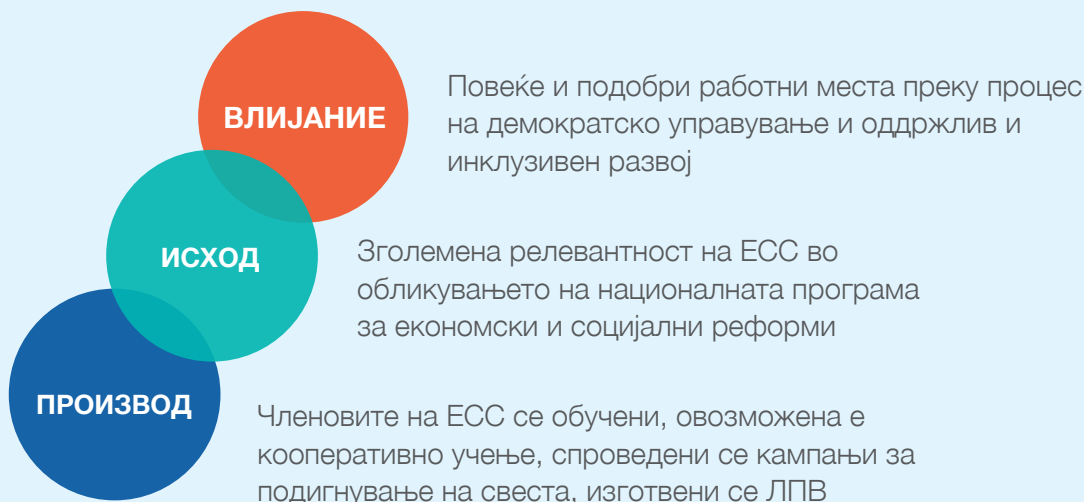 ВЛИЈАНИЕ
Повеќе и подобри работни места преку процес
на демократско управување и оддржлив и
инклузивен развој
ИСХОД
Зголемена релевантност на ЕСС во
обликувањето на националната програма
за економски и социјални реформи
ПРОИЗВОД
Членовите на ЕСС се обучени, овозможена е
кооперативно учење, спроведени се кампањи за
подигнување на свеста, изготвени се ЛПВ